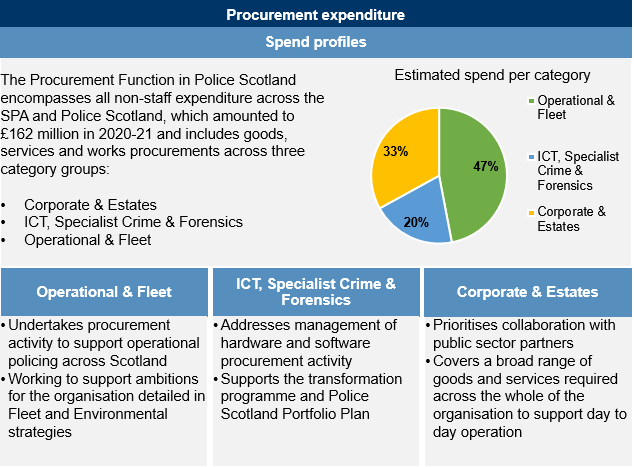 Procurement expenditure
Spend profiles
The Procurement Function in Police Scotland
encompasses all non-staff expenditure across the
SPA and Police Scotland, which amounted to
£162 million in 2020-21 and includes goods,
services and works procurements across three
category groups:
• Corporate & Estates
• ICT, Specialist Crime & Forensics
• Operational & Fleet
Estimated spend per category
33%
47%
20%
Operational &
Fleet
ICT, Specialist
Crime &
Forensics
Corporate &
Estates
Operational & Fleet
• Undertakes procurement
activity to support operational
policing across Scotland
• Working to support ambitions
for the organisation detailed in
Fleet and Environmental
strategies
ICT, Specialist Crime &
Forensics
• Addresses management of
hardware and software
procurement activity
• Supports the transformation
programme and Police
Scotland Portfolio Plan
Corporate & Estates
• Prioritises collaboration with
public sector partners
• Covers a broad range of
goods and services required
across the whole of the
organisation to support day to
day operation